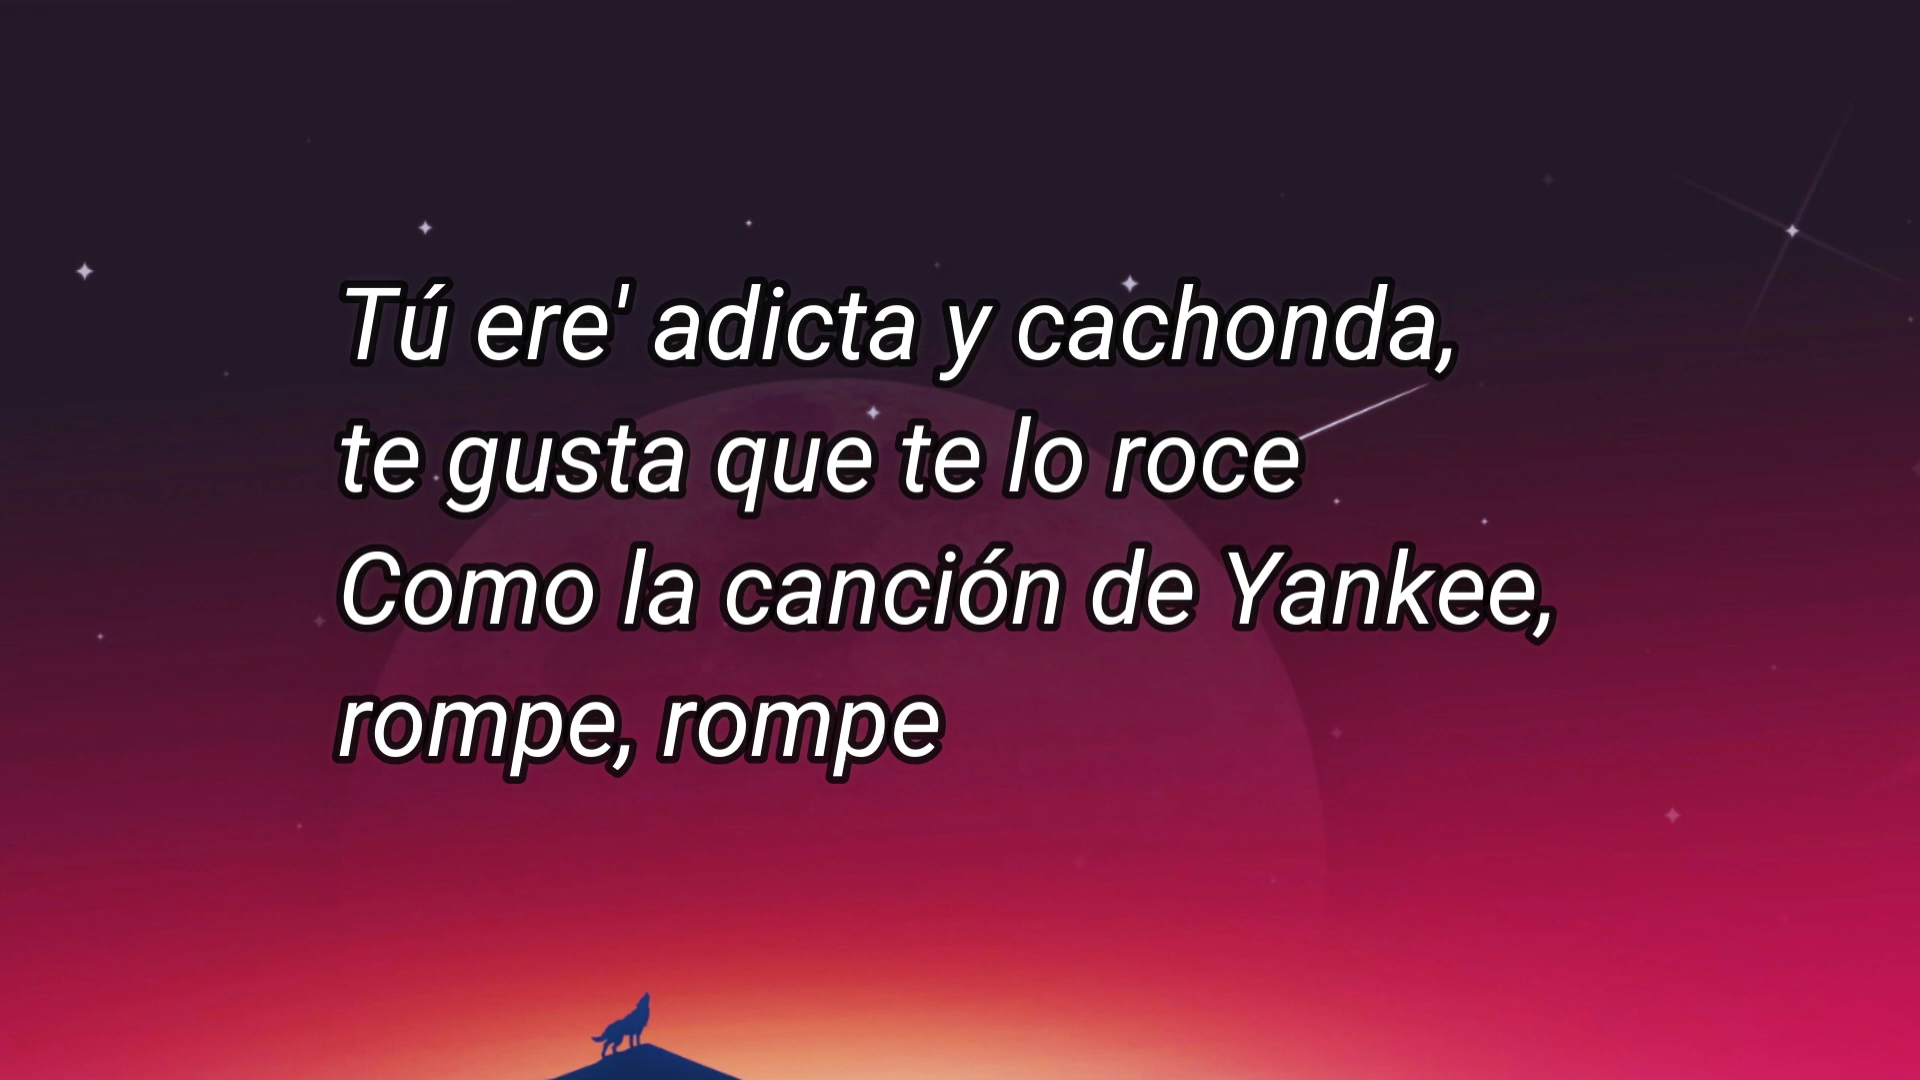 Tú ere' adicta y cachonda,
te gusta que te lo roce
Como la canción de Yankee,
rompe, rompe